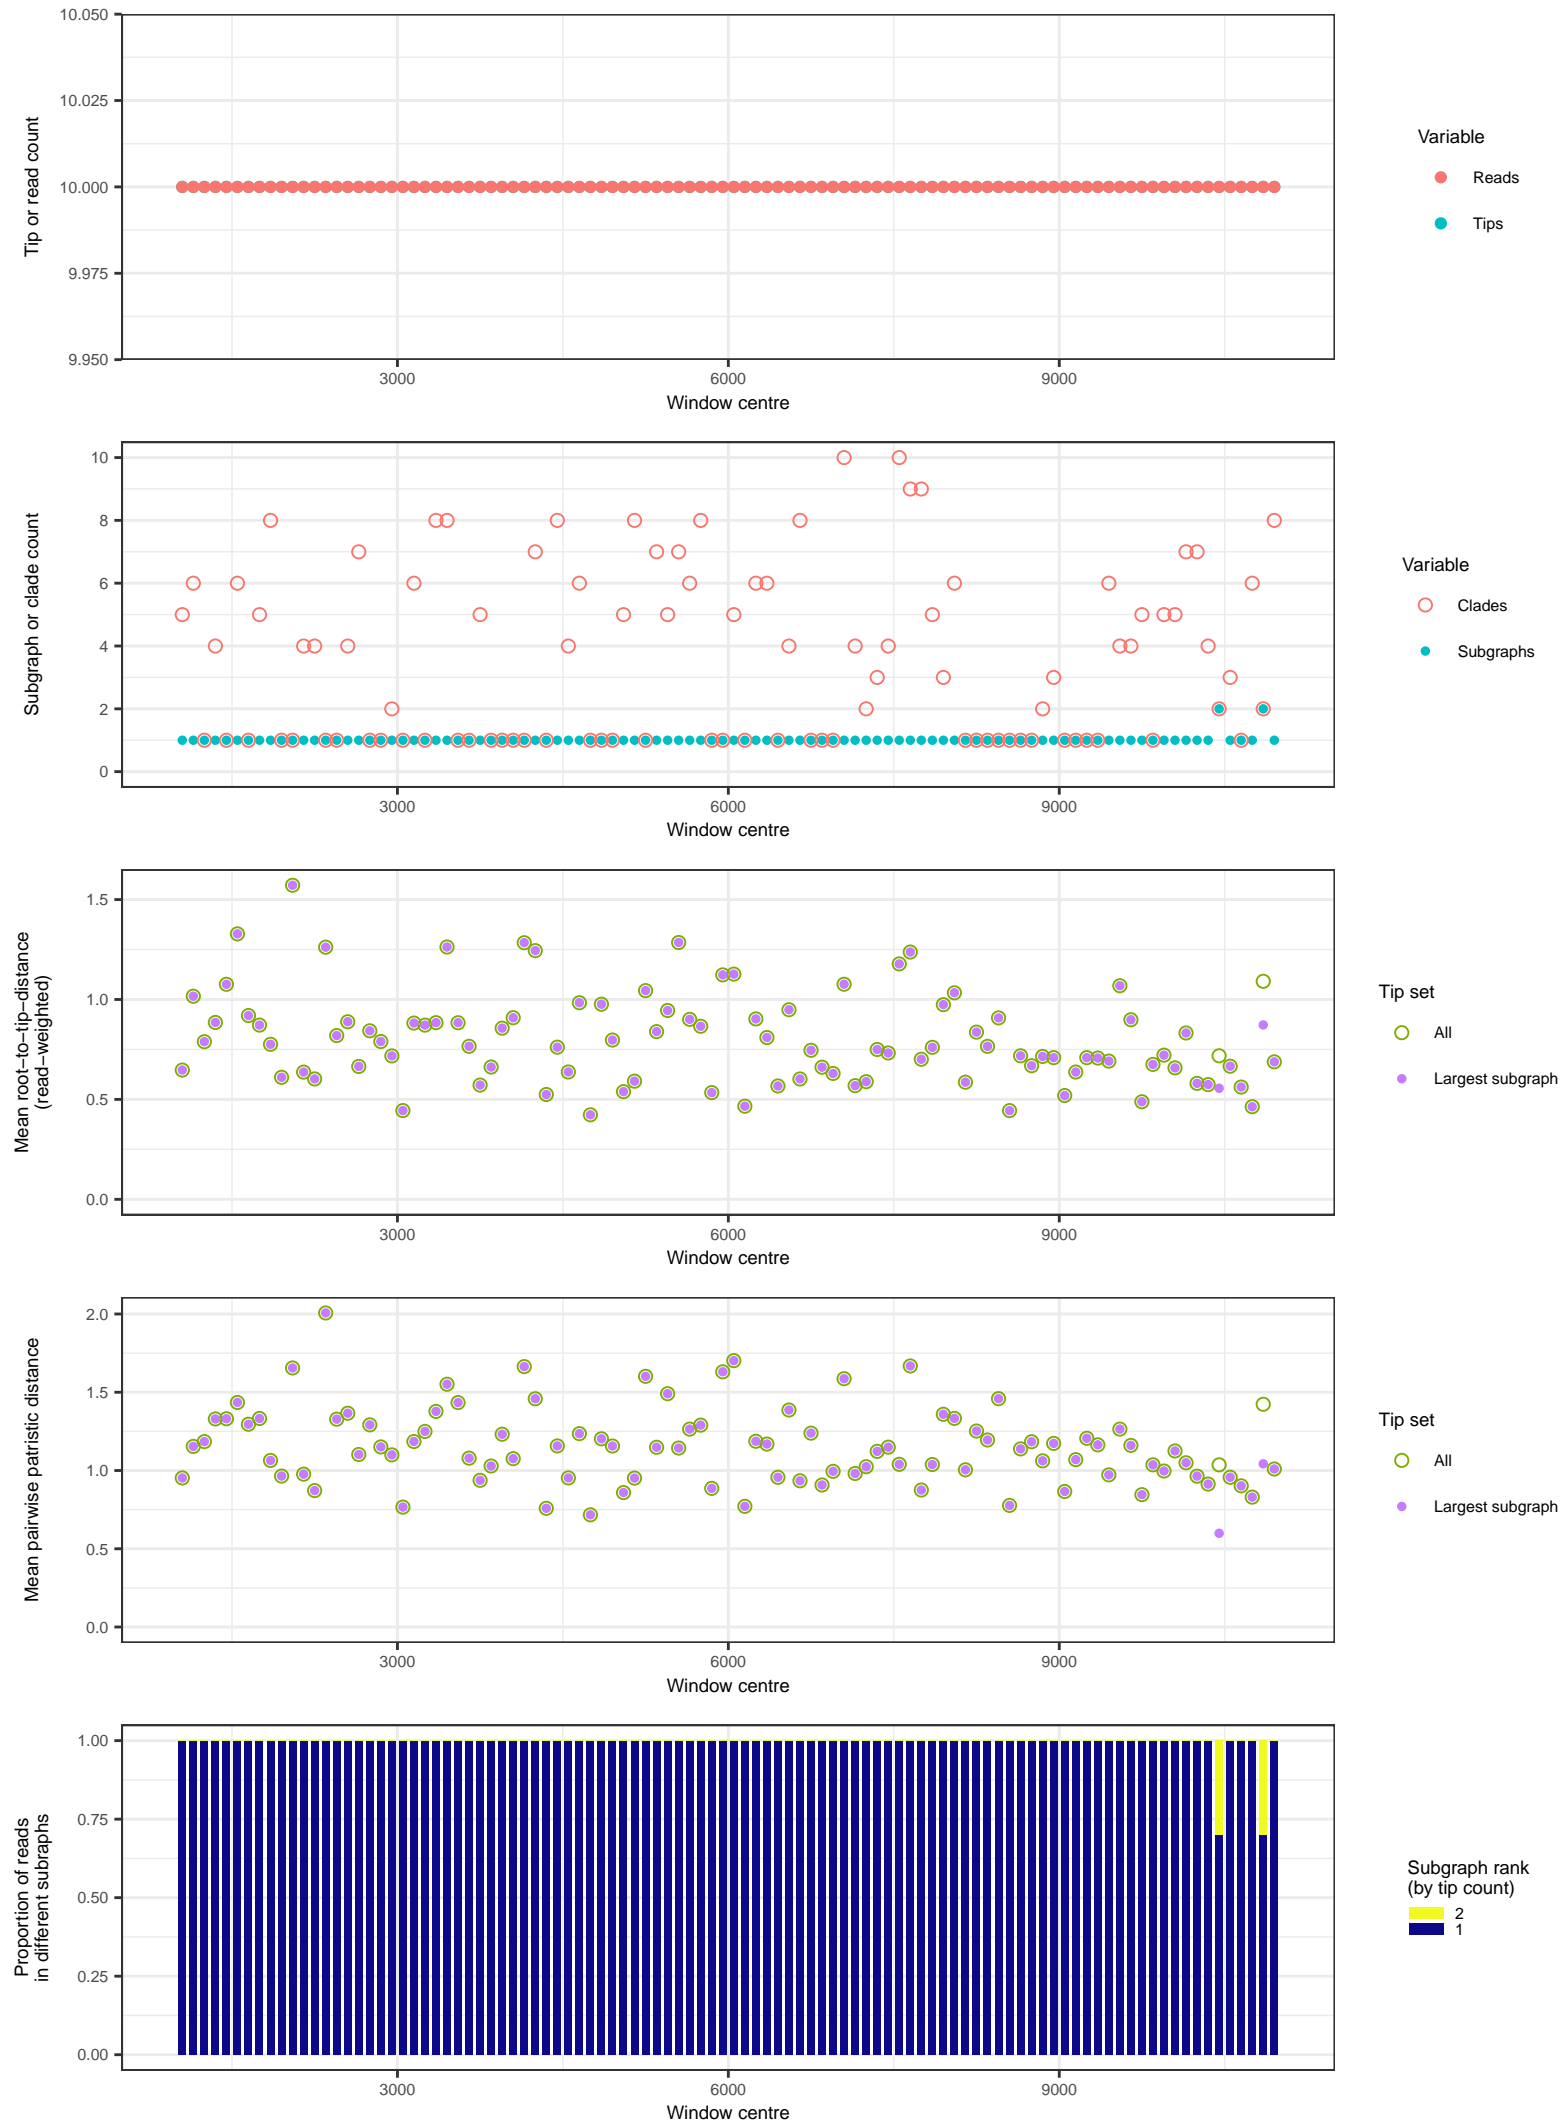 10.050
10.025
10.000
9.975
9.950
Tip or read count
3000
6000
9000
Window centre
Variable
Reads
Tips
10
8
6
4
2
0
Subgraph or clade count
3000
6000
9000
Window centre
Variable
Clades
Subgraphs
1.5
1.0
0.5
0.0
Mean root−to−tip−distance
(read−weighted)
3000
6000
9000
Window centre
Tip set
All
Largest subgraph
2.0
1.5
1.0
0.5
0.0
Mean pairwise patristic distance
3000
6000
9000
Window centre
Tip set
All
Largest subgraph
1.00
0.75
0.50
0.25
0.00
Proportion of reads
in different subraphs
3000
6000
9000
Window centre
Subgraph rank
(by tip count)
2
1